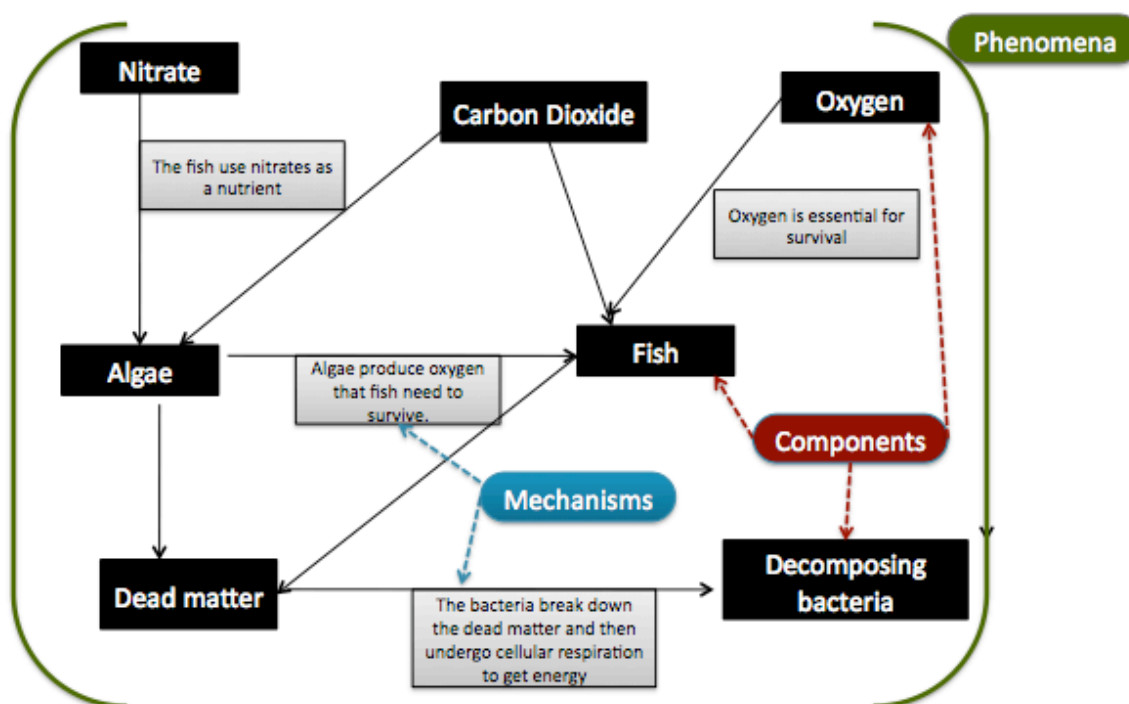 Phenomena
Nitrate
Carbon Dioxide
Oxygen
The fish use nitrates as
a nutrient
Oxygen is essential for
survival
Algae
Fish
Algae produce oxygen
that fish need to
survive.
Components
Mechanisms
Dead matter
Decomposing
bacteria
The bacteria break down
the dead matter and then
undergo cellular respiration
to get energy